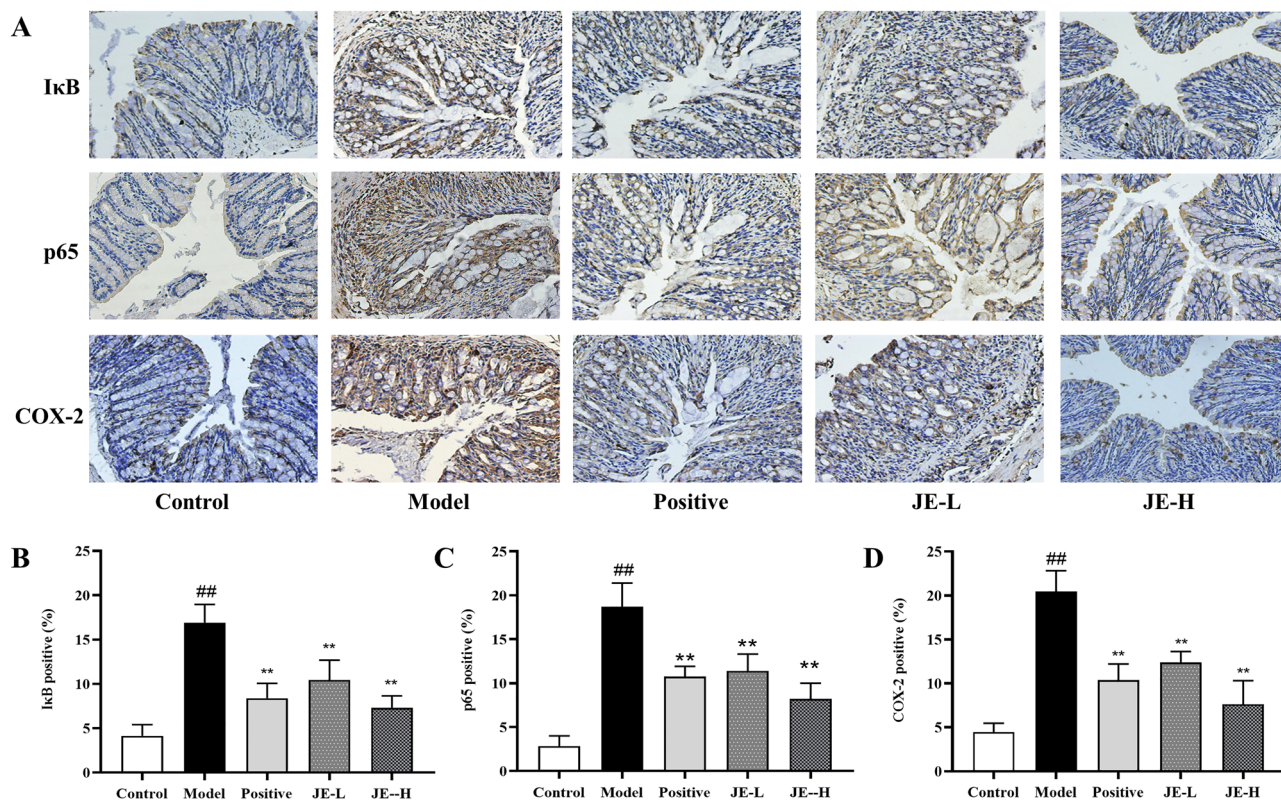 A
IκB
p65
COX-2
Control Model Positive JE-L JE-H
B
IκB positive (%)
25
20
15
10
5
0
##
**
**
**
Control Model Positive JE-L JE--H
C
p65 positive (%)
25
20
15
10
5
0
##
**
**
**
Control Model Positive JE-L JE--H
D
COX-2 positive (%)
25
20
15
10
5
0
##
**
**
**
Control Model Positive JE-L JE-H